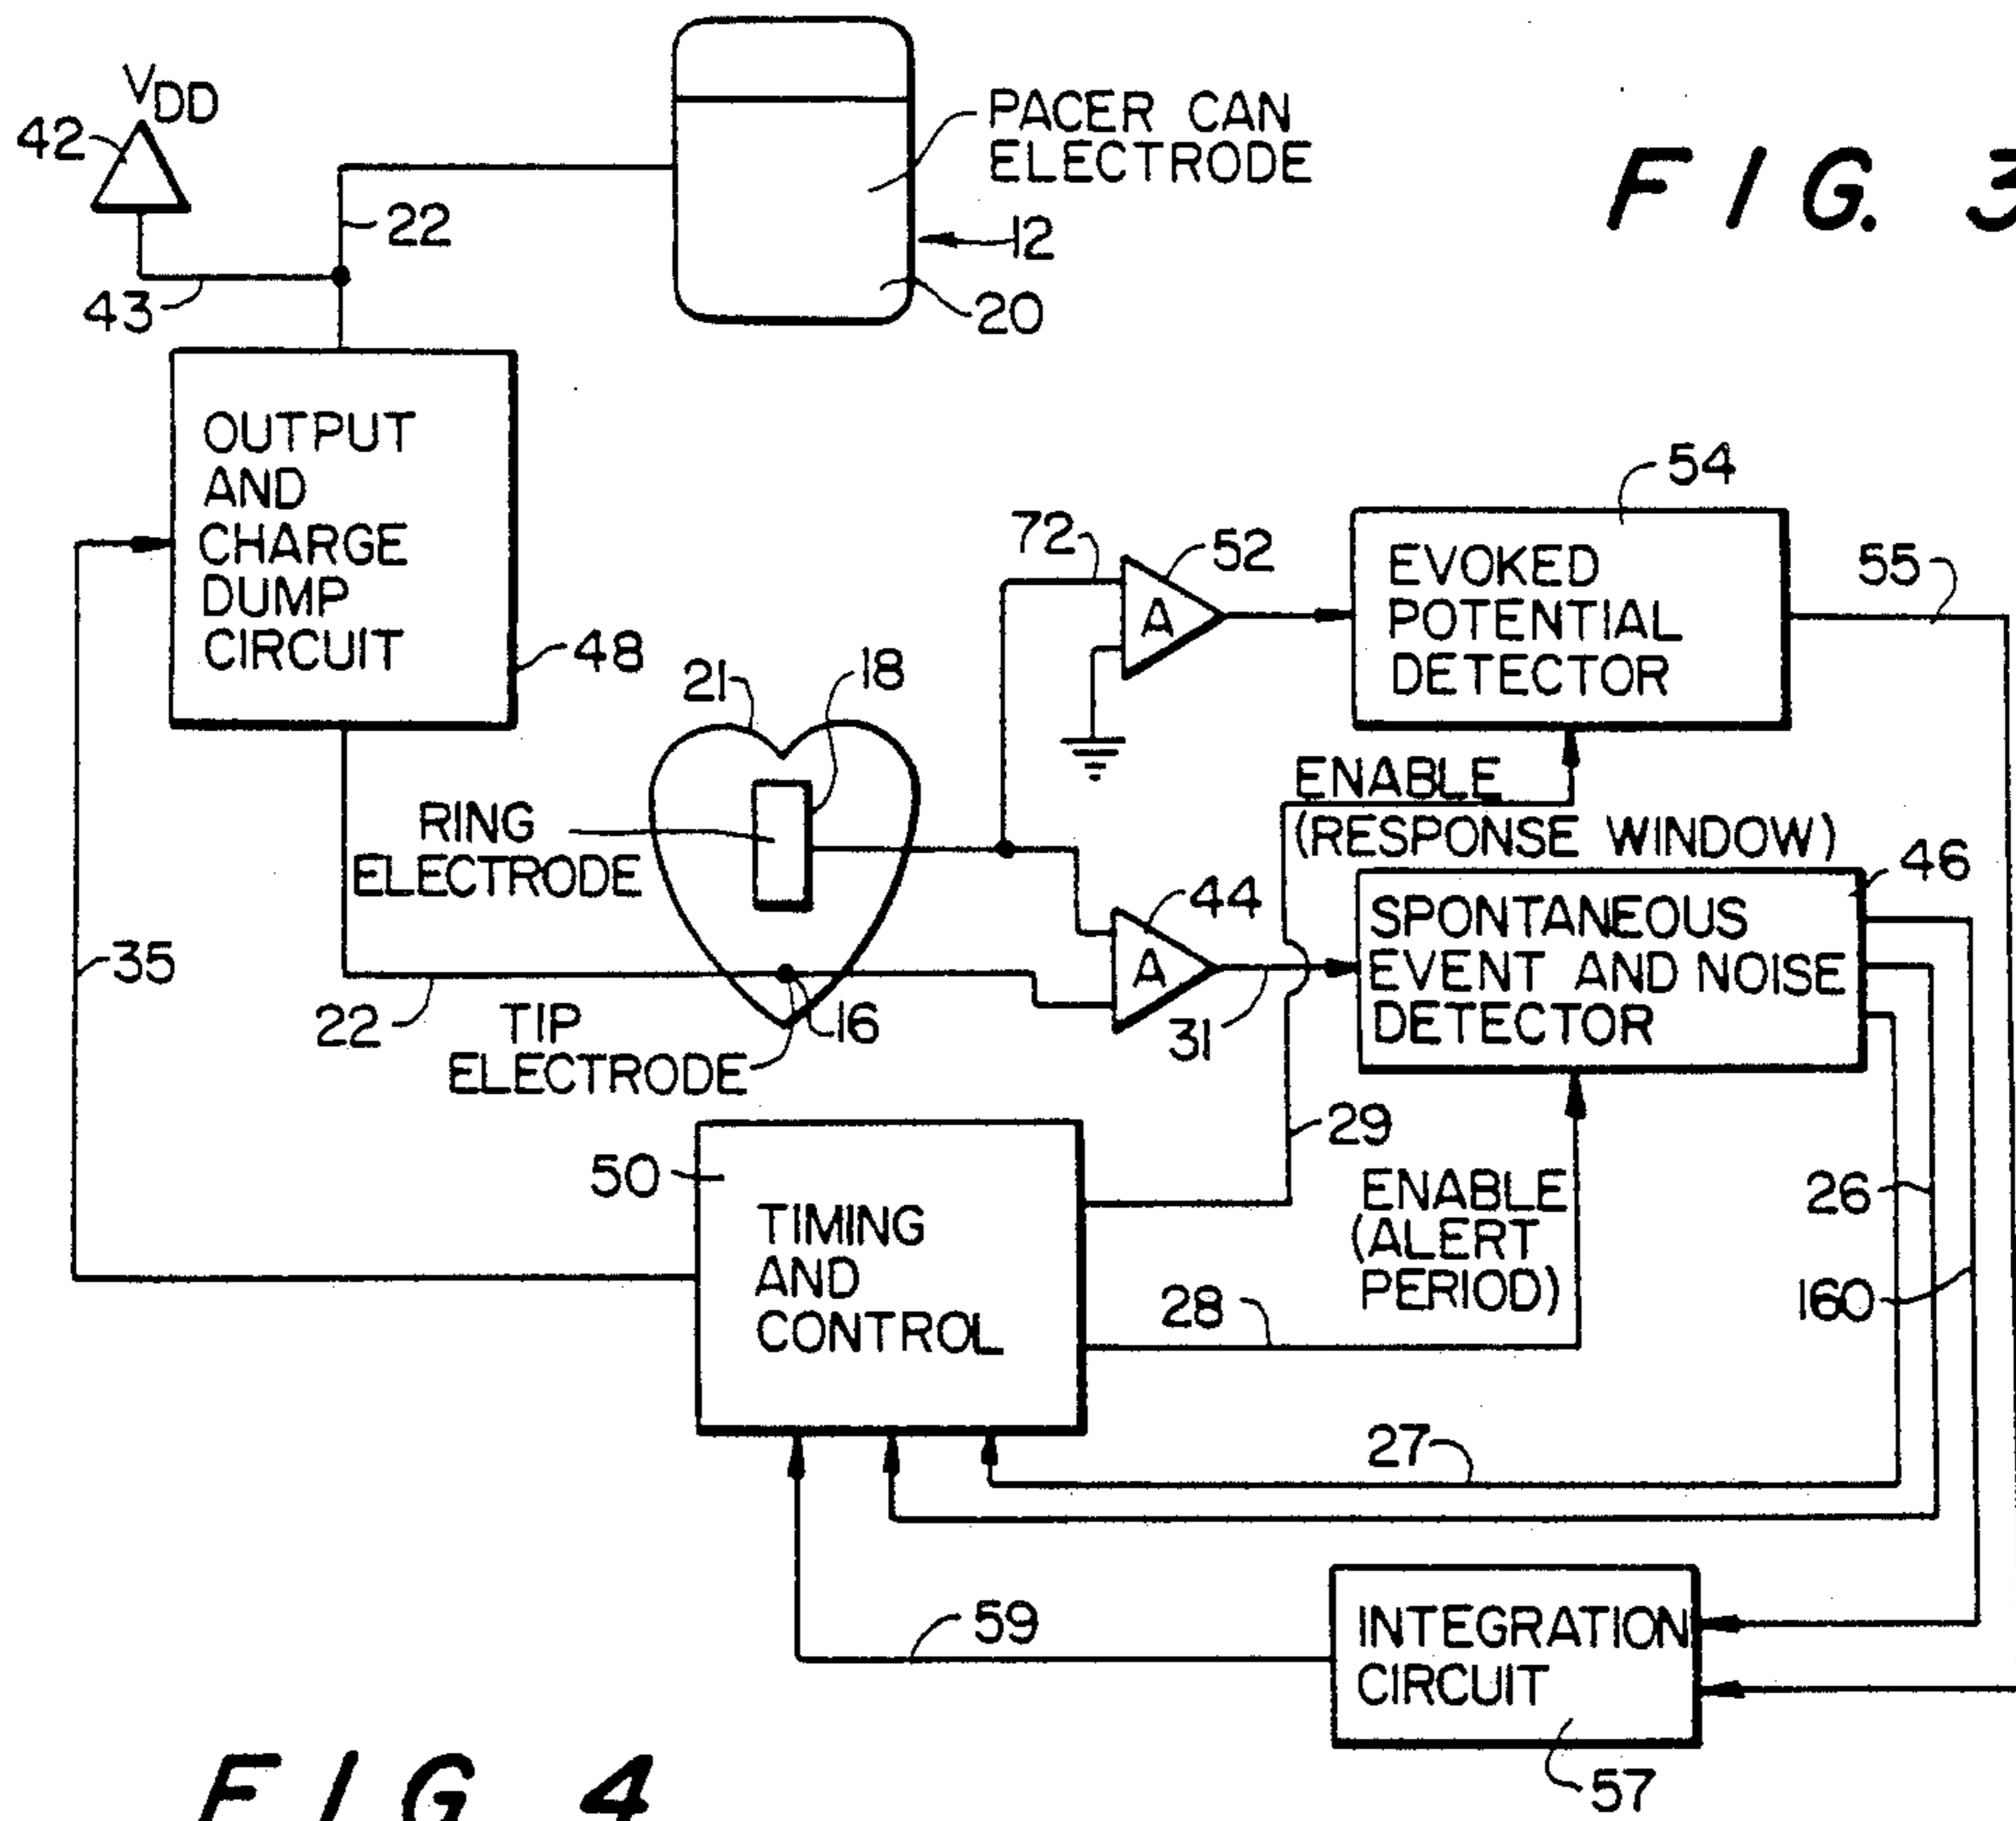 VDD
42
22
43
PACER CAN
ELECTRODE
12
20
FIG. 3
OUTPUT
AND
CHARGE
DUMP
CIRCUIT
48
35
72
52
A
54
EVOKED
POTENTIAL
DETECTOR
55
21
18
RING
ELECTRODE
ENABLE
(RESPONSE WINDOW)
46
44
A
SPONTANEOUS
EVENT AND NOISE
DETECTOR
31
22
TIP
ELECTRODE
16
29
50
TIMING
AND
CONTROL
ENABLE
(ALERT
PERIOD)
28
26
160
27
59
INTEGRATION
CIRCUIT
57
FIG 4